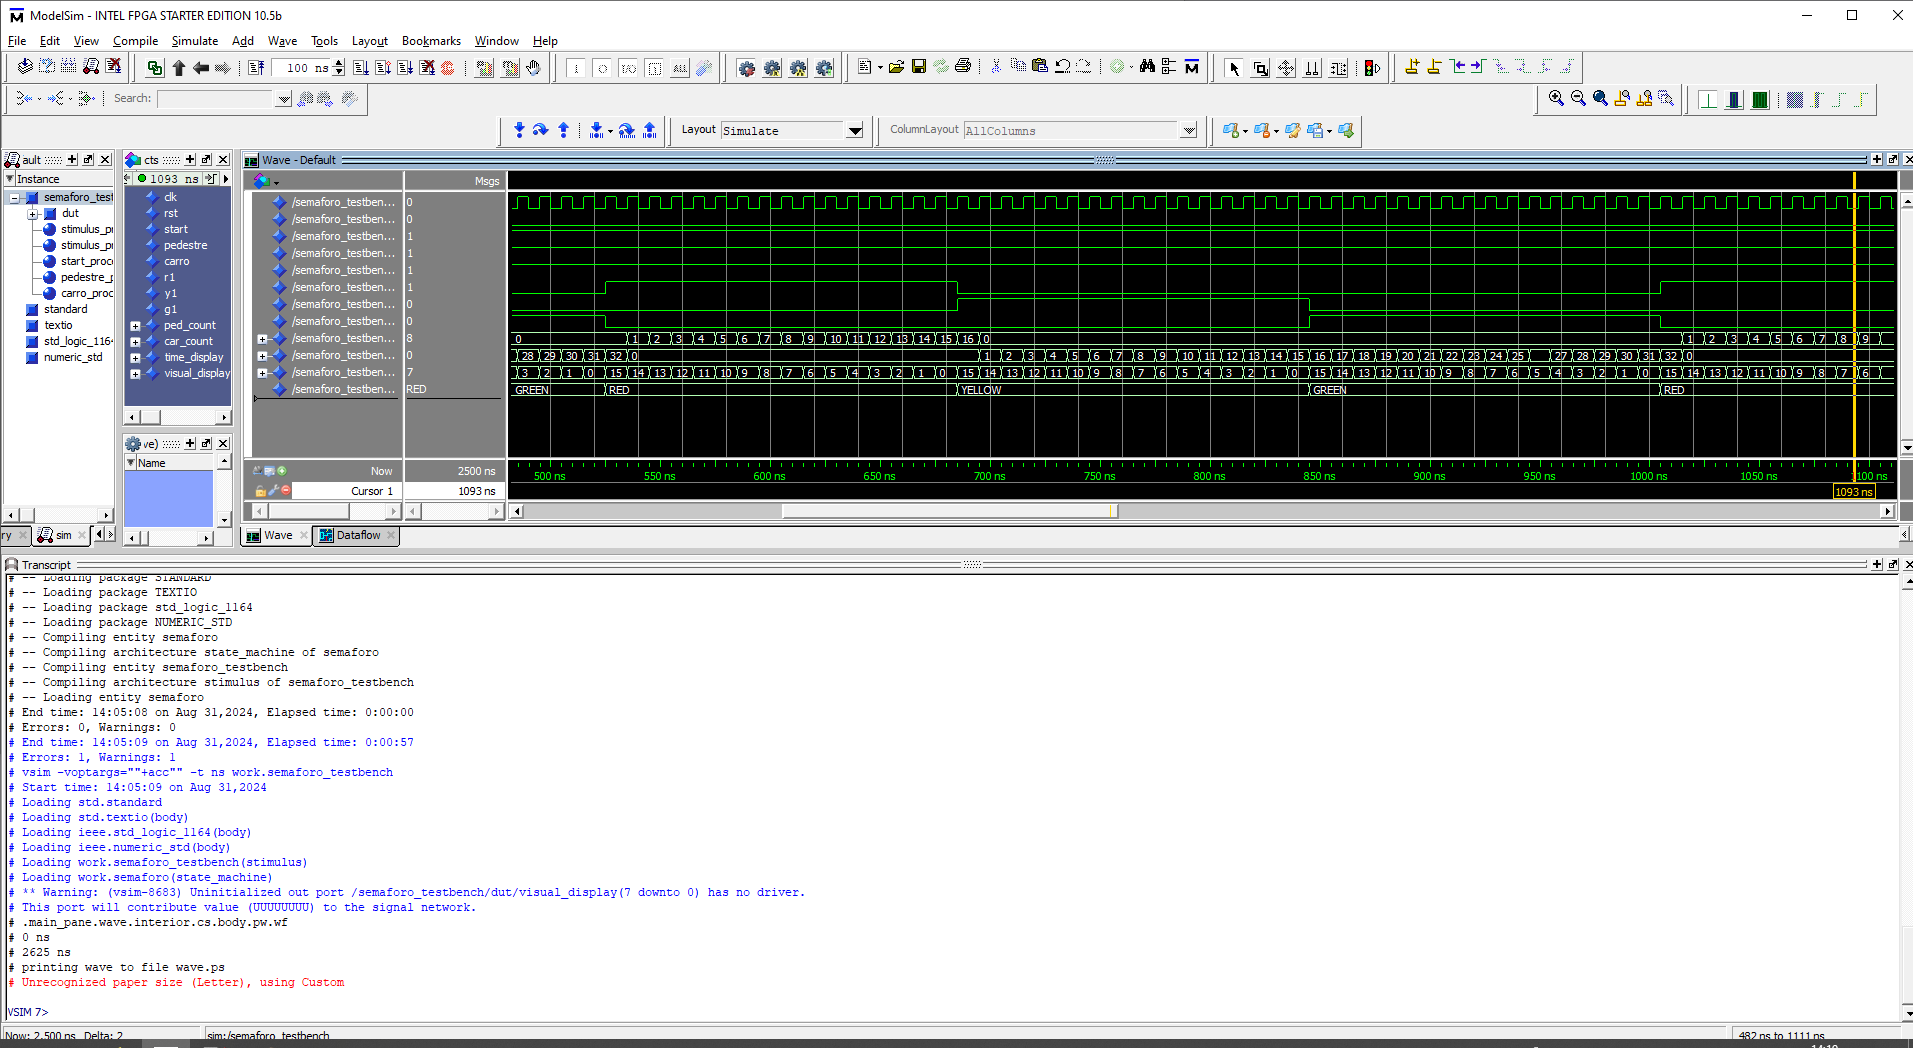 ModelSim - INTEL FPGA STARTER EDITION 10.5b
File Edit View Compile Simulate Add Wave Tools Layout Bookmarks Window Help
100 ns
Search:
Layout Simulate ColumnLayout AllColumns
ault
Instance
semaforo_test
dut
stimulus_pr
stimulus_pr
start_proce
pedestre_p
carro_proc
standard
textio
std_logic_1164
numeric_std
ry sim
cts
1093 ns
clk
rst
start
pedestre
carro
r1
y1
g1
ped_count
car_count
time_display
visual_display
ve)
Name
Wave - Default
Msgs
/semaforo_testben... 0
/semaforo_testben... 0
/semaforo_testben... 1
/semaforo_testben... 1
/semaforo_testben... 1
/semaforo_testben... 1
/semaforo_testben... 0
/semaforo_testben... 0
/semaforo_testben... 8 0 1 2 3 4 5 6 7 8 9 10 11 12 13 14 15 16 0 1 2 3 4 5 6 7 8 9
/semaforo_testben... 0 28 29 30 31 32 0 1 2 3 4 5 6 7 8 9 10 11 12 13 14 15 16 17 18 19 20 21 22 23 24 25 27 28 29 30 31 32 0
/semaforo_testben... 7 3 2 1 0 15 14 13 12 11 10 9 8 7 6 5 4 3 2 1 0 15 14 13 12 11 10 9 8 7 6 5 4 3 2 1 0 15 14 13 12 11 10 9 8 7 6 5 4 3 2 1 0 15 14 13 12 11 10 9 8 7 6
/semaforo_testben... RED GREEN RED YELLOW GREEN RED
Now 2500 ns 500 ns 550 ns 600 ns 650 ns 700 ns 750 ns 800 ns 850 ns 900 ns 950 ns 1000 ns 1050 ns 1100 ns
Cursor 1 1093 ns 1093 ns
Wave Dataflow
Transcript
# -- Loading package STANDARD
# -- Loading package TEXTIO
# -- Loading package std_logic_1164
# -- Loading package NUMERIC_STD
# -- Compiling entity semaforo
# -- Compiling architecture state_machine of semaforo
# -- Compiling entity semaforo_testbench
# -- Compiling architecture stimulus of semaforo_testbench
# -- Loading entity semaforo
# End time: 14:05:08 on Aug 31,2024, Elapsed time: 0:00:00
# Errors: 0, Warnings: 0
# End time: 14:05:09 on Aug 31,2024, Elapsed time: 0:00:57
# Errors: 1, Warnings: 1
# vsim -voptargs=""+acc"" -t ns work.semaforo_testbench
# Start time: 14:05:09 on Aug 31,2024
# Loading std.standard
# Loading std.textio(body)
# Loading ieee.std_logic_1164(body)
# Loading ieee.numeric_std(body)
# Loading work.semaforo_testbench(stimulus)
# Loading work.semaforo(state_machine)
# ** Warning: (vsim-8683) Uninitialized out port /semaforo_testbench/dut/visual_display(7 downto 0) has no driver.
# This port will contribute value (UUUUUUUU) to the signal network.
# .main_pane.wave.interior.cs.body.pw.wf
# 0 ns
# 2625 ns
# printing wave to file wave.ps
# Unrecognized paper size (Letter), using Custom
VSIM 7>
Now: 2,500 ns Delta: 2 sim:/semaforo_testbench 482 ns to 1111 ns